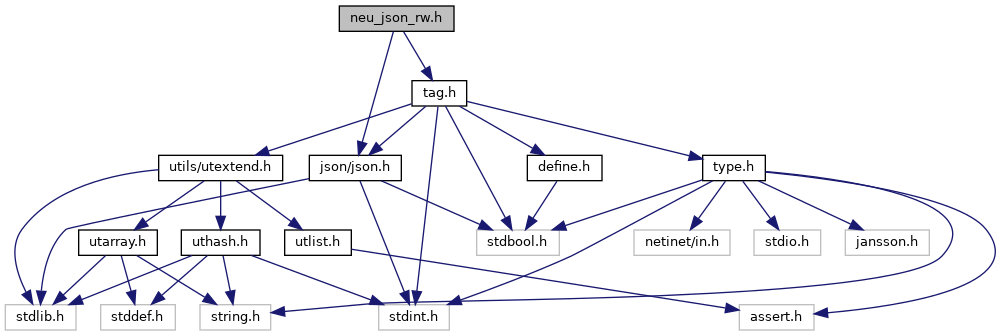 neu_json_rw.h
tag.h
utils/utextend.h
json/json.h
define.h
type.h
utarray.h
uthash.h
utlist.h
stdbool.h
netinet/in.h
stdio.h
jansson.h
stdlib.h
stddef.h
string.h
stdint.h
assert.h